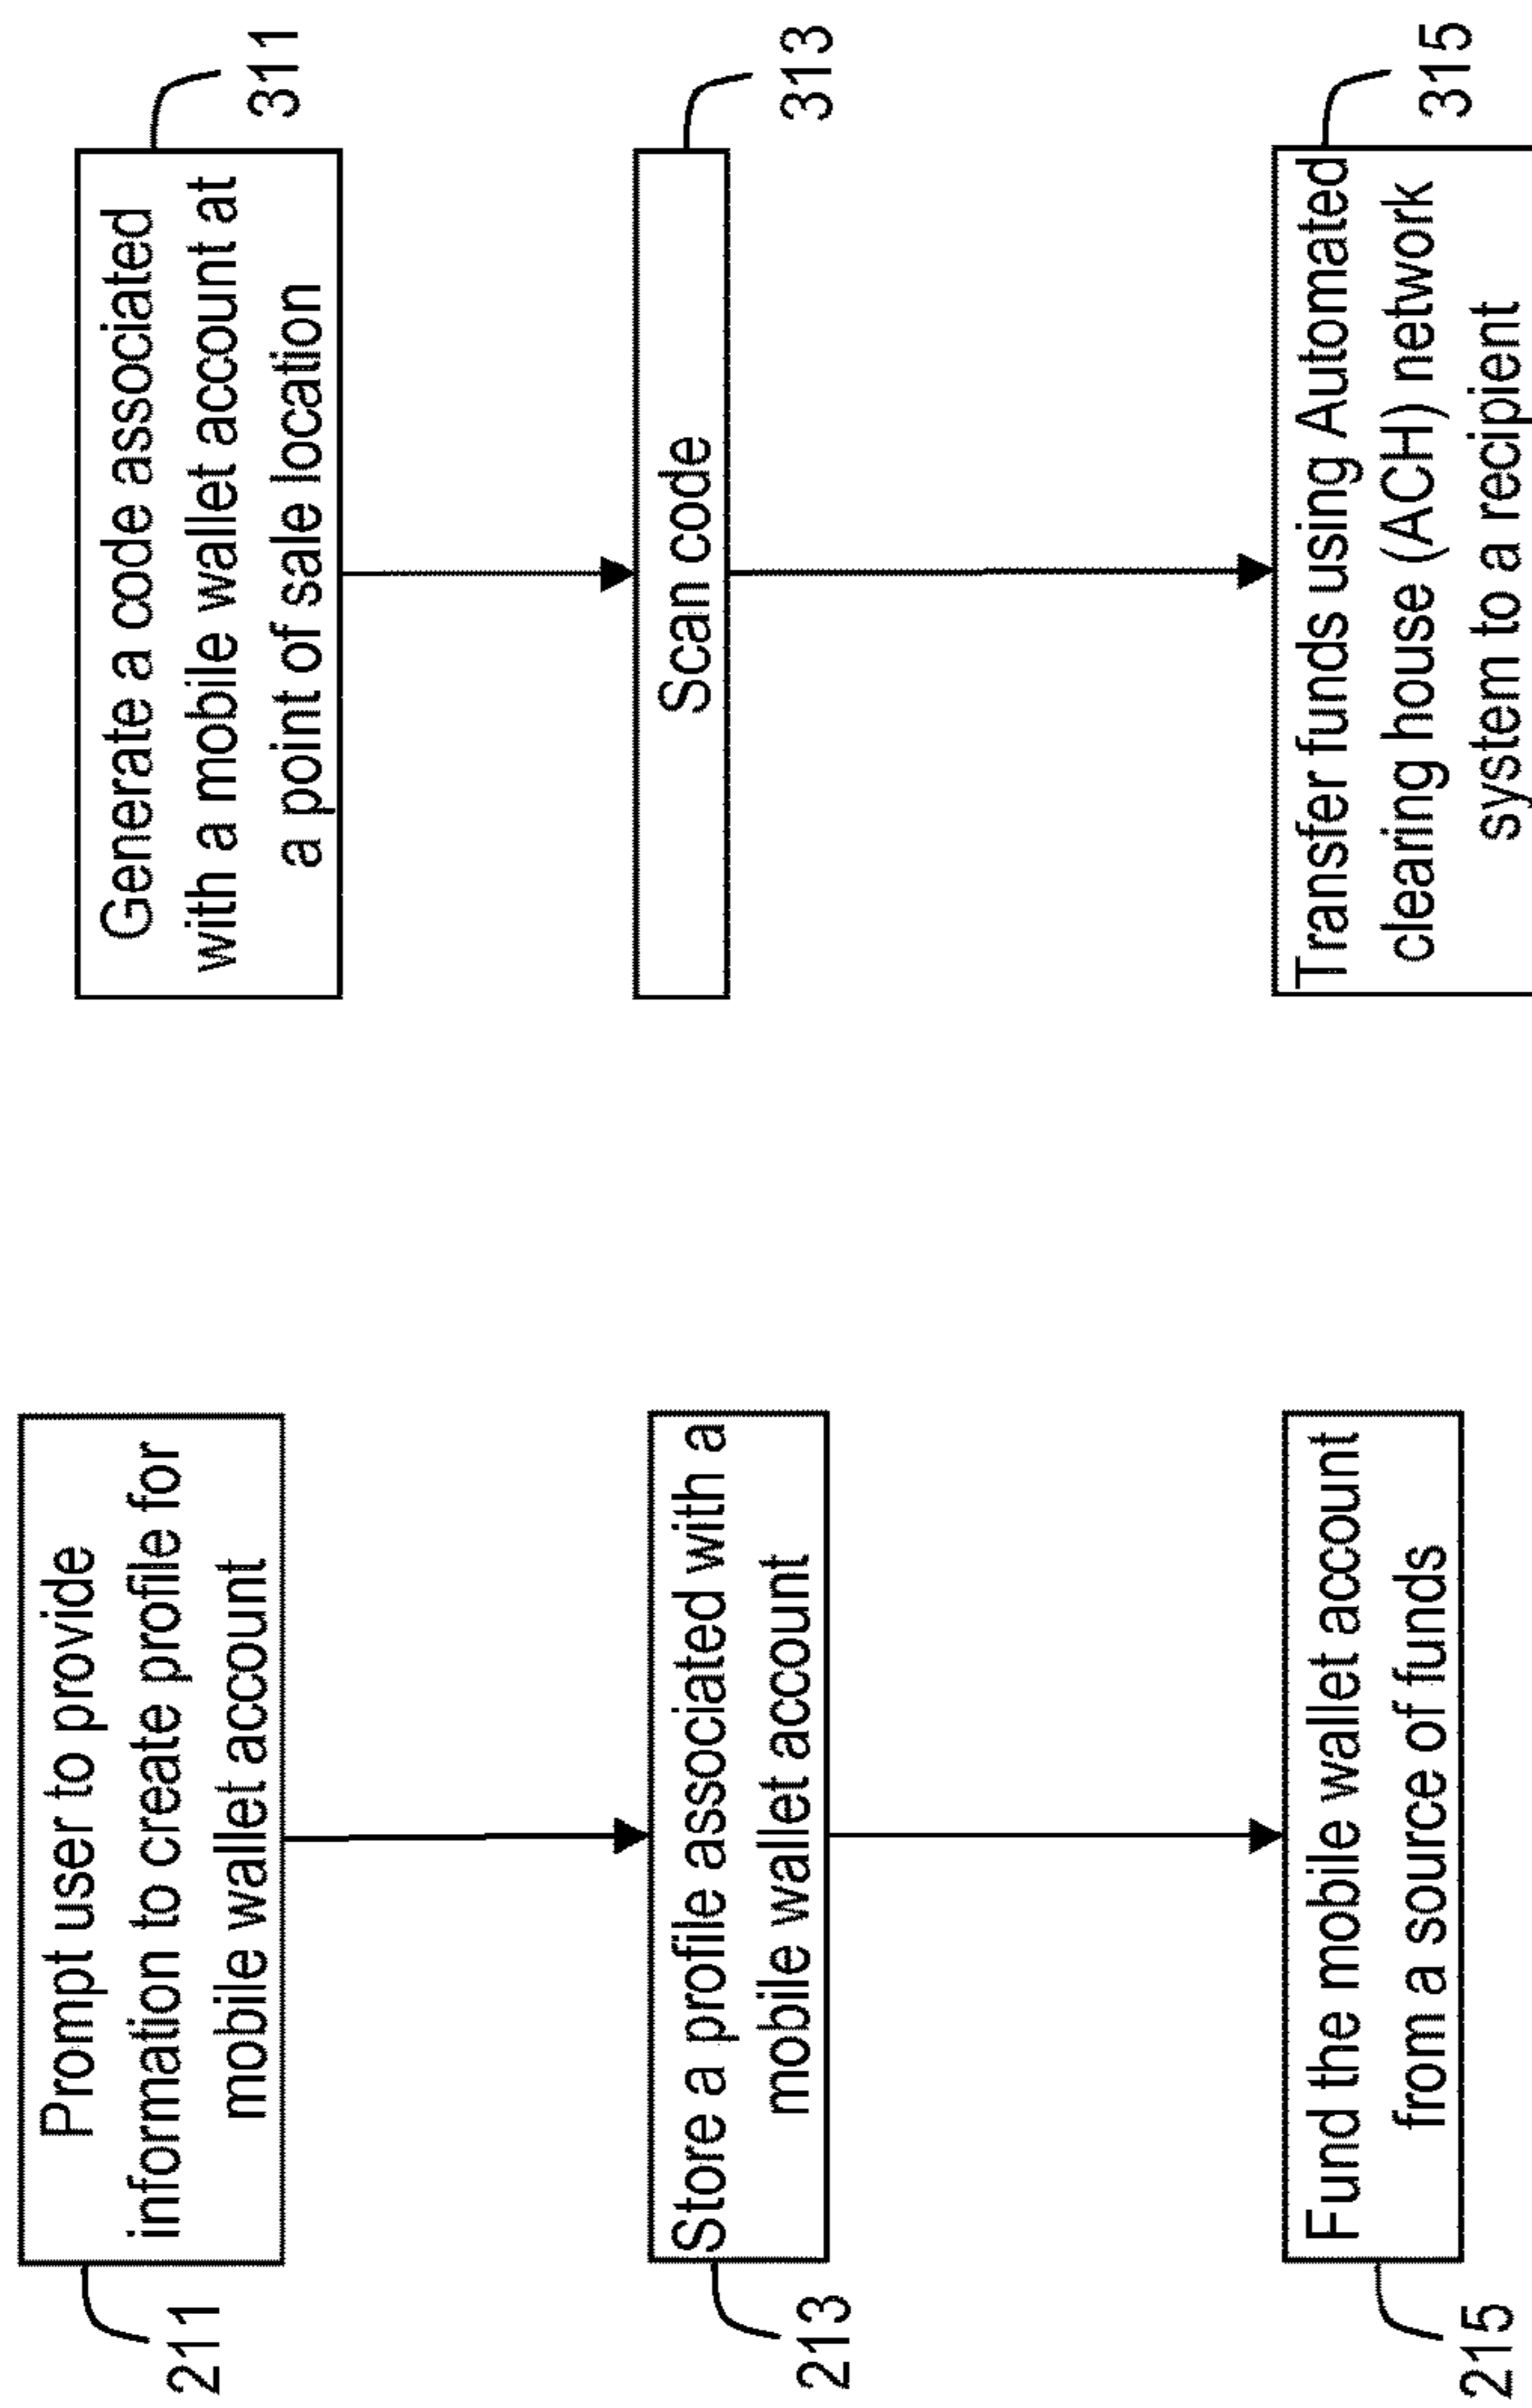 211
Prompt user to provide
information to create profile for
mobile wallet account
213
Store a profile associated with a
mobile wallet account
215
Fund the mobile wallet account
from a source of funds
Generate a code associated
with a mobile wallet account at
a point of sale location
311
Scan code
313
Transfer funds using Automated
clearing house (ACH) network
system to a recipient
315